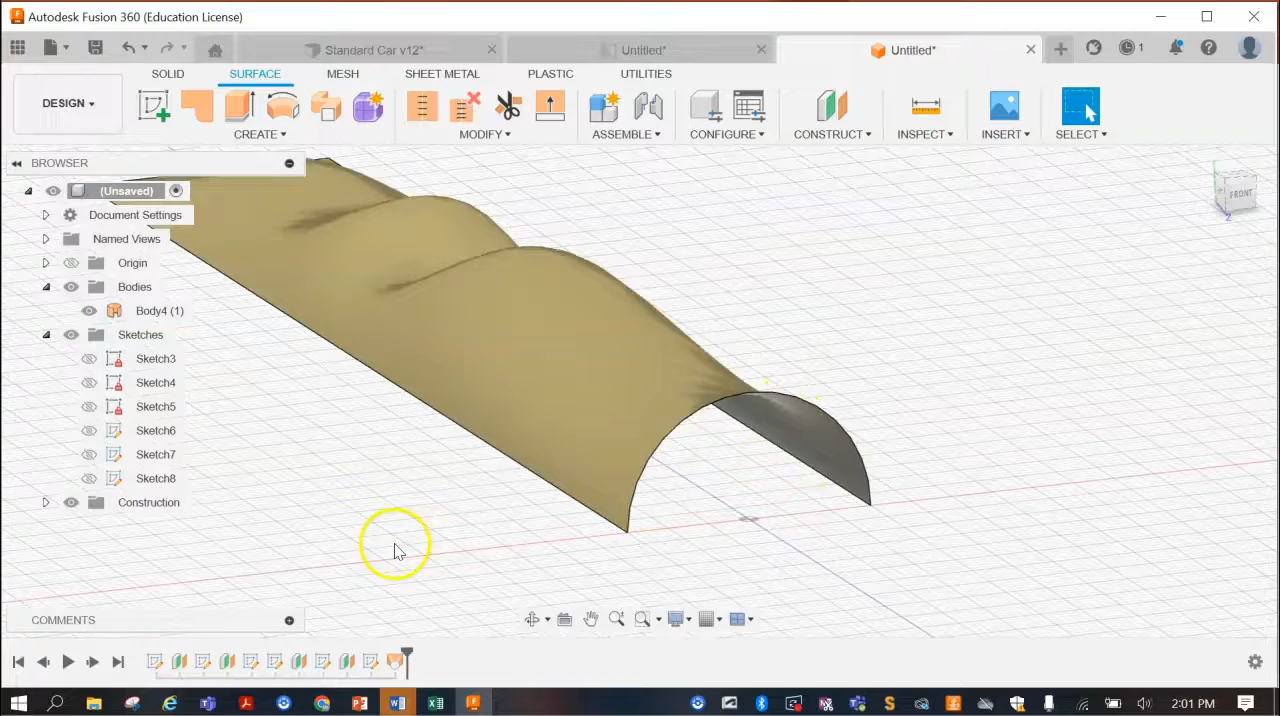 Autodesk Fusion 360 (Education License)
Standard Car v12*
Untitled*
Untitled*
1
SOLID
SURFACE
MESH
SHEET METAL
PLASTIC
UTILITIES
DESIGN
CREATE
MODIFY
ASSEMBLE
CONFIGURE
CONSTRUCT
INSPECT
INSERT
SELECT
BROWSER
(Unsaved)
Document Settings
Named Views
Origin
Bodies
Body4 (1)
Sketches
Sketch3
Sketch4
Sketch5
Sketch6
Sketch7
Sketch8
Construction
FRONT
Z
COMMENTS
2:01 PM